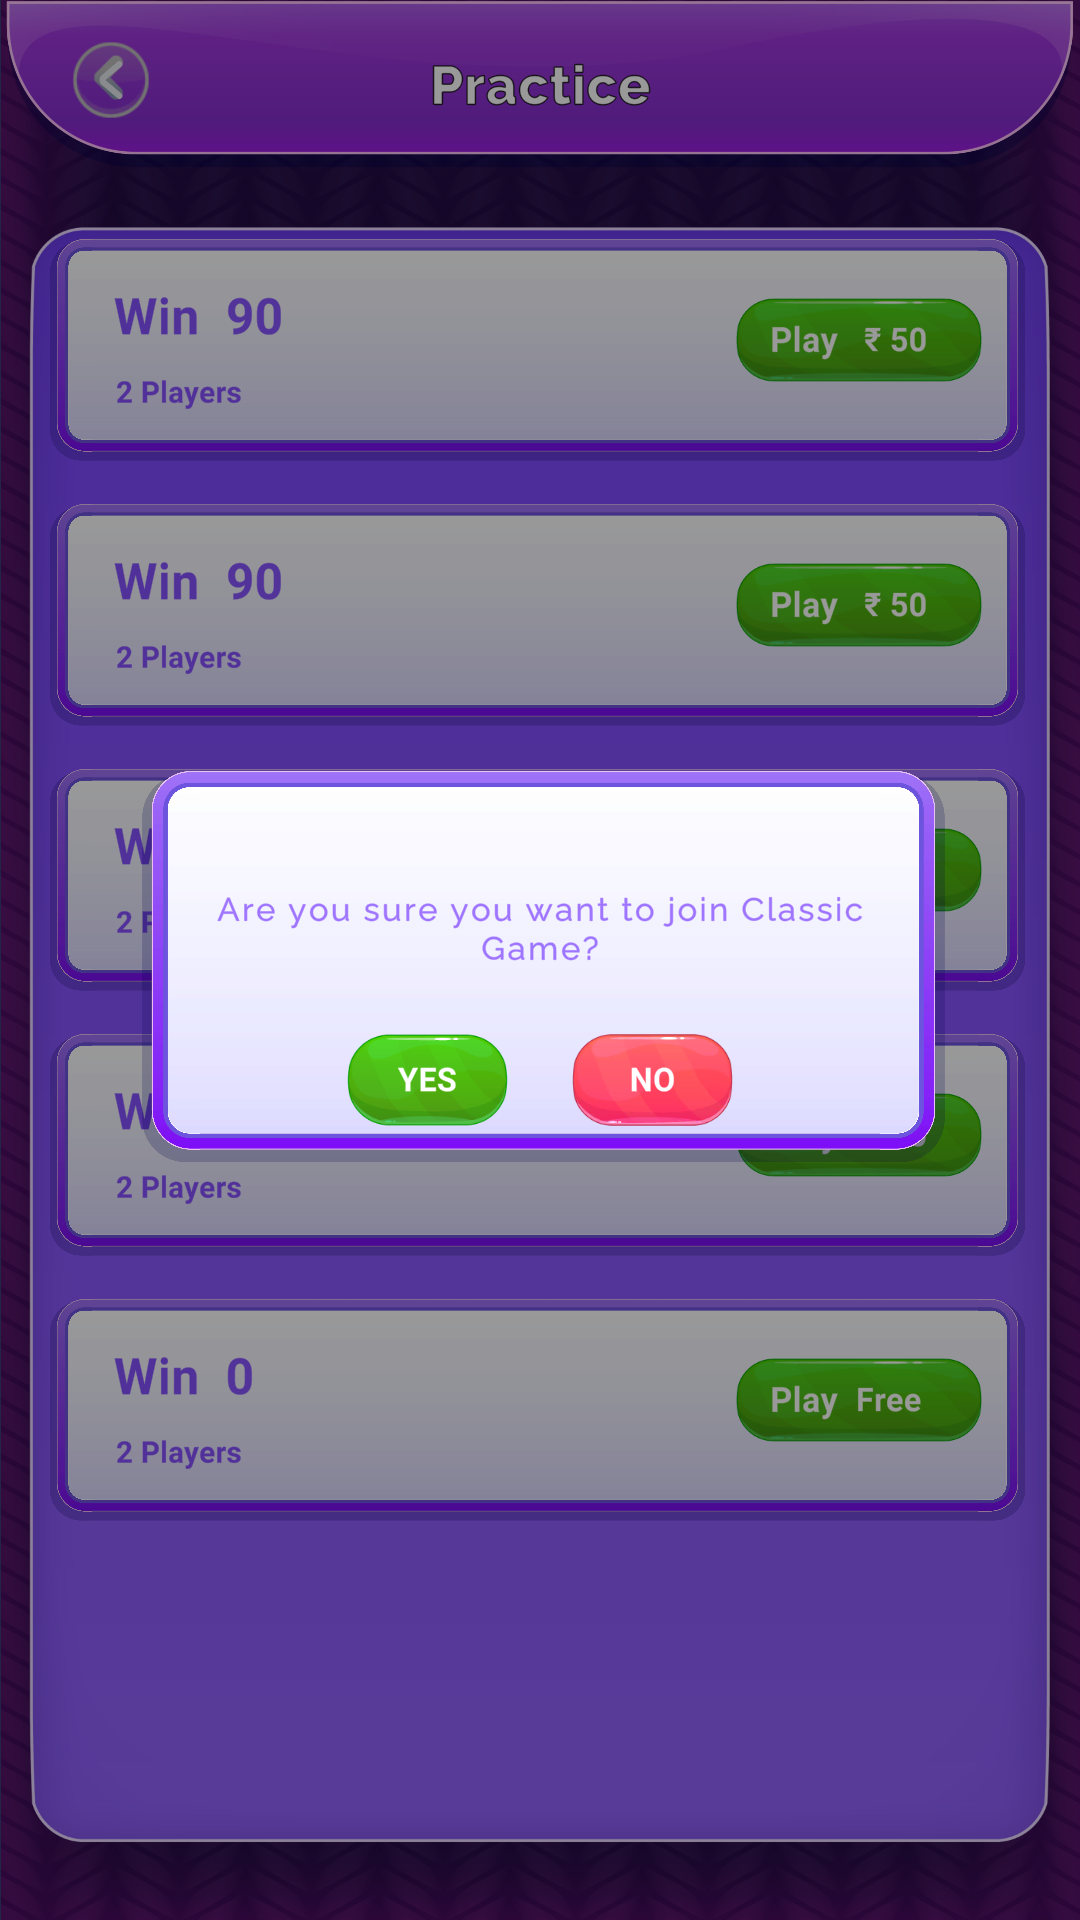 Practice
Win 90
Play ₹ 50
2 Players
Win 90
Play ₹ 50
2 Players
Are you sure you want to join Classic
Game?
YES
NO
2 Players
Win 0
Play Free
2 Players